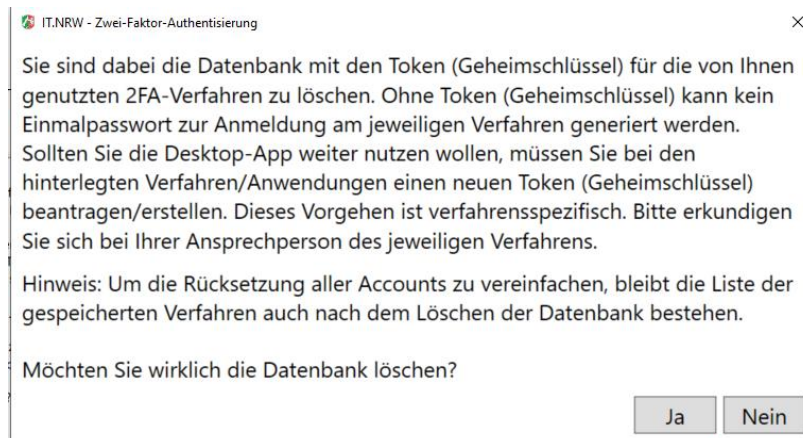 IT.NRW - Zwei-Faktor-Authentisierung
Sie sind dabei die Datenbank mit den Token (Geheimschlüssel) für die von Ihnen
genutzten 2FA-Verfahren zu löschen. Ohne Token (Geheimschlüssel) kann kein
Einmalpasswort zur Anmeldung am jeweiligen Verfahren generiert werden.
Sollten Sie die Desktop-App weiter nutzen wollen, müssen Sie bei den
hinterlegten Verfahren/Anwendungen einen neuen Token (Geheimschlüssel)
beantragen/erstellen. Dieses Vorgehen ist verfahrensspezifisch. Bitte erkundigen
Sie sich bei Ihrer Ansprechperson des jeweiligen Verfahrens.
Hinweis: Um die Rücksetzung aller Accounts zu vereinfachen, bleibt die Liste der
gespeicherten Verfahren auch nach dem Löschen der Datenbank bestehen.
Möchten Sie wirklich die Datenbank löschen?
Ja Nein